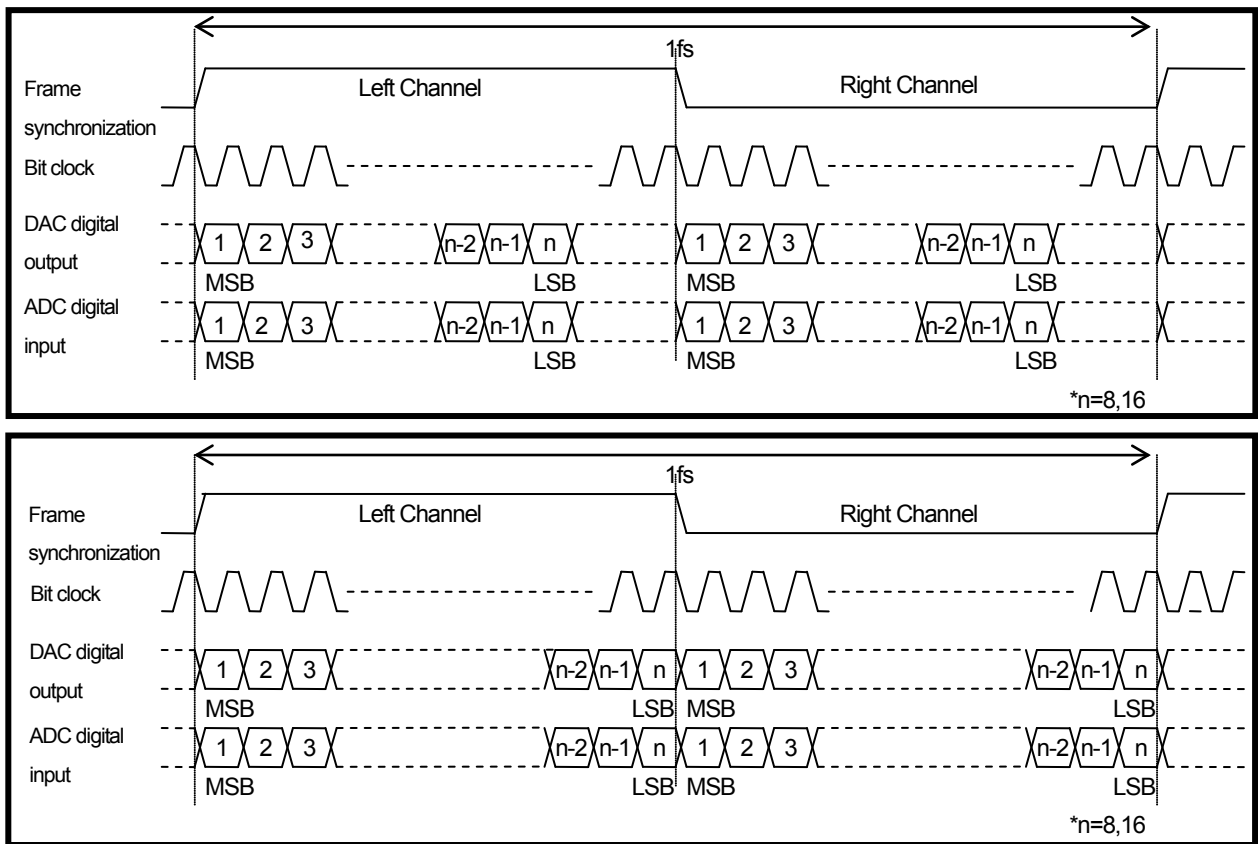 1fs
Frame synchronization
Left Channel
Right Channel
Bit clock
DAC digital output
1 2 3 n-2 n-1 n 1 2 3 n-2 n-1 n
MSB LSB MSB LSB
ADC digital input
1 2 3 n-2 n-1 n 1 2 3 n-2 n-1 n
MSB LSB MSB LSB
*n=8,16
1fs
Frame synchronization
Left Channel
Right Channel
Bit clock
DAC digital output
1 2 3 n-2 n-1 n 1 2 3 n-2 n-1 n
MSB LSB MSB LSB
ADC digital input
1 2 3 n-2 n-1 n 1 2 3 n-2 n-1 n
MSB LSB MSB LSB
*n=8,16